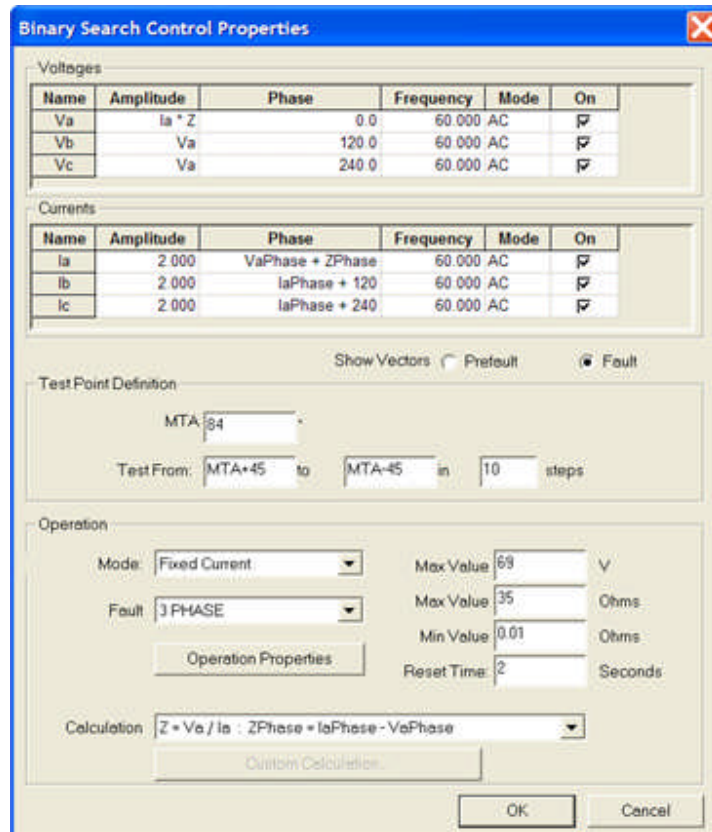 Binary Search Control Properties
Voltages
Name Amplitude Phase Frequency Mode On
Va Ia * Z 0.0 60.000 AC
Vb Va 120.0 60.000 AC
Vc Va 240.0 60.000 AC
Currents
Name Amplitude Phase Frequency Mode On
Ia 2.000 VaPhase + ZPhase 60.000 AC
Ib 2.000 IaPhase + 120 60.000 AC
Ic 2.000 IaPhase + 240 60.000 AC
Show Vectors Prefault Fault
Test Point Definition
MTA 84 °
Test From: MTA+45 to MTA-45 in 10 steps
Operation
Mode: Fixed Current Max Value 69 V
Fault 3 PHASE Max Value 35 Ohms
Min Value 0.01 Ohms
Operation Properties Reset Time: 2 Seconds
Calculation Z = Va / Ia : ZPhase = IaPhase - VaPhase
Custom Calculation...
OK Cancel